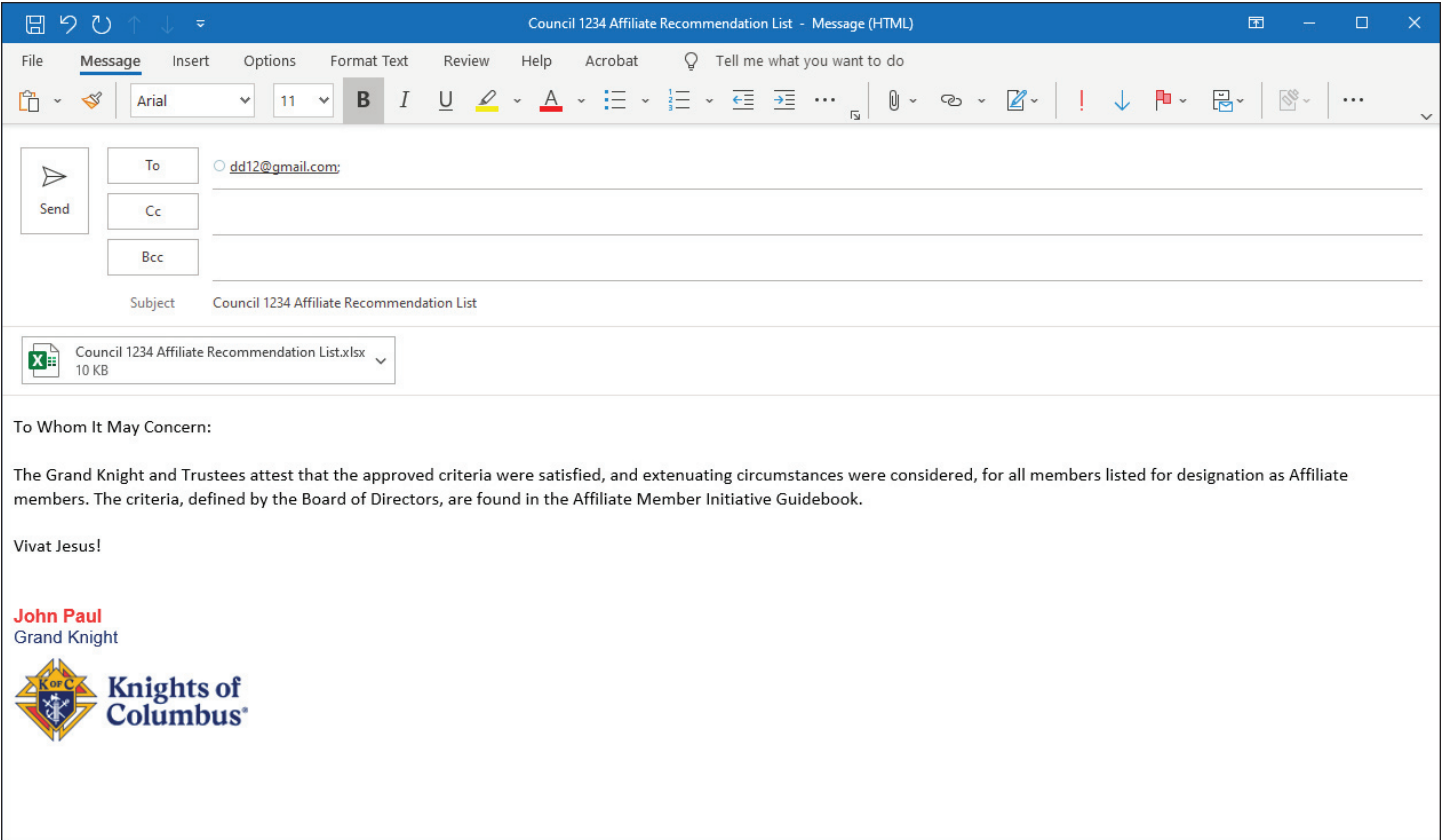 Council 1234 Affiliate Recommendation List - Message (HTML)
File Message Insert Options Format Text Review Help Acrobat Tell me what you want to do
Arial 11 B I U A
To dd12@gmail.com;
Send Cc
Bcc
Subject Council 1234 Affiliate Recommendation List
Council 1234 Affiliate Recommendation List.xlsx
10 KB
To Whom It May Concern:
The Grand Knight and Trustees attest that the approved criteria were satisfied, and extenuating circumstances were considered, for all members listed for designation as Affiliate
members. The criteria, defined by the Board of Directors, are found in the Affiliate Member Initiative Guidebook.
Vivat Jesus!
John Paul
Grand Knight
K OF C
Knights of
Columbus®